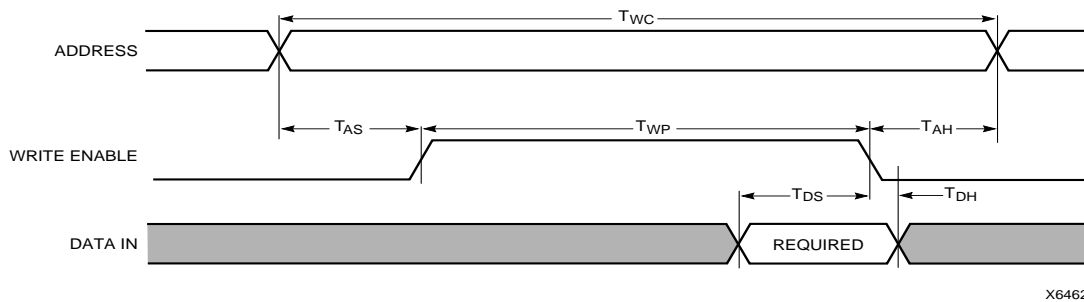 TWC
ADDRESS
TAS
TWP
TAH
WRITE ENABLE
TDS
TDH
DATA IN
REQUIRED
X6462